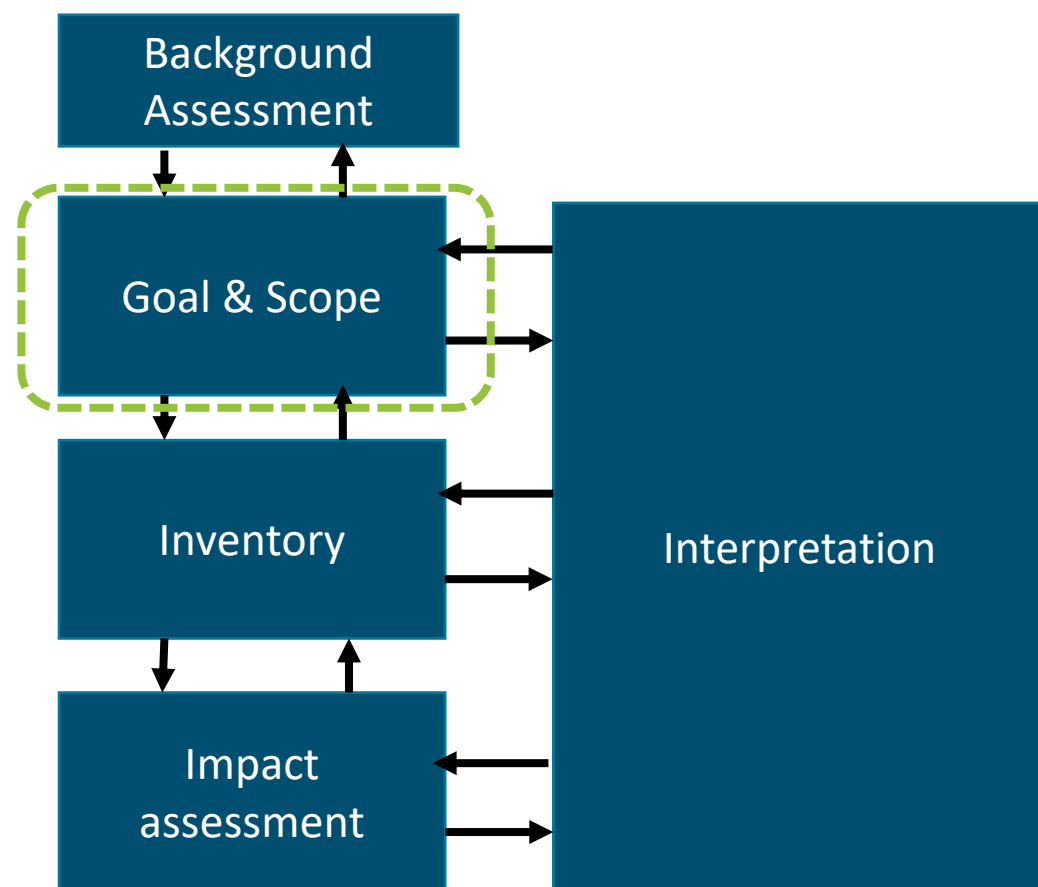 Background
Assessment
Goal & Scope
Inventory
Interpretation
Impact
assessment